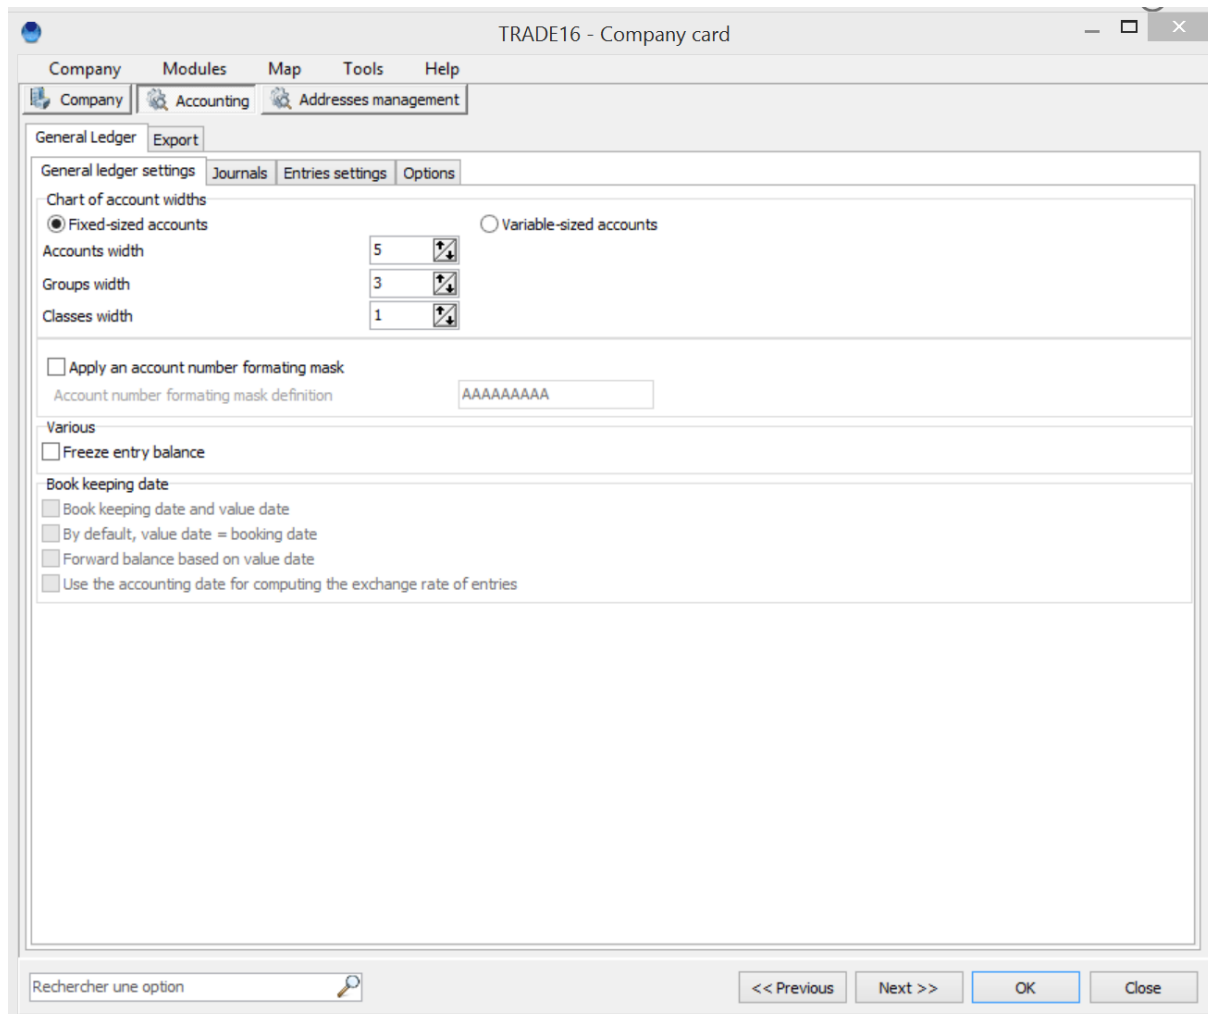 TRADE16 - Company card
Company Modules Map Tools Help
Company Accounting Addresses management
General Ledger Export
General ledger settings Journals Entries settings Options
Chart of account widths
Fixed-sized accounts Variable-sized accounts
Accounts width 5
Groups width 3
Classes width 1
Apply an account number formating mask
Account number formating mask definition AAAAAAAAA
Various
Freeze entry balance
Book keeping date
Book keeping date and value date
By default, value date = booking date
Forward balance based on value date
Use the accounting date for computing the exchange rate of entries
Rechercher une option << Previous Next >> OK Close